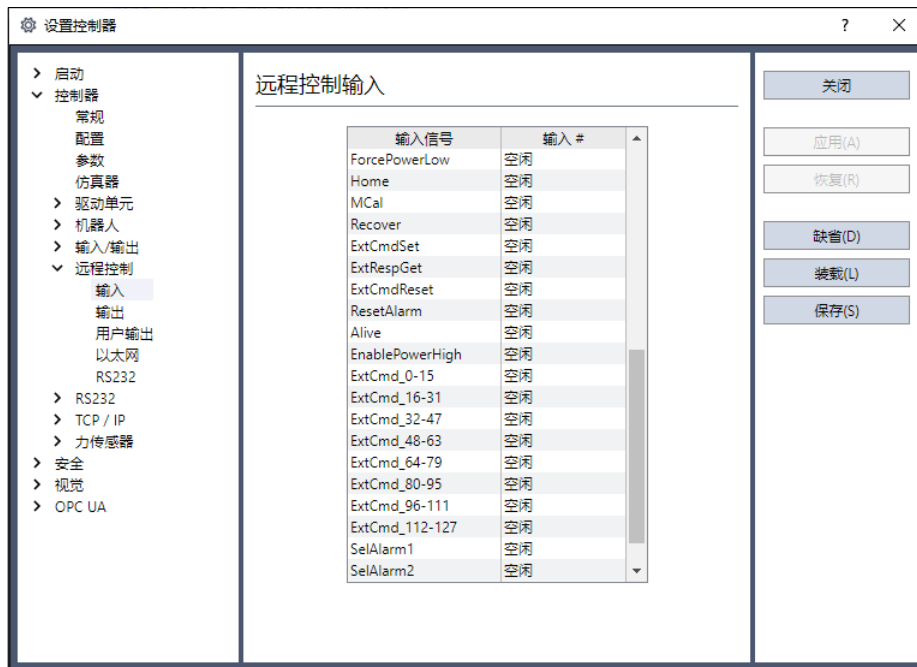 设置控制器
?
启动
控制器
常规
配置
参数
仿真器
驱动单元
机器人
输入/输出
远程控制
输入
输出
用户输出
以太网
RS232
RS232
TCP / IP
力传感器
安全
视觉
OPC UA
远程控制输入
输入信号 输入 #
ForcePowerLow 空闲
Home 空闲
MCal 空闲
Recover 空闲
ExtCmdSet 空闲
ExtRespGet 空闲
ExtCmdReset 空闲
ResetAlarm 空闲
Alive 空闲
EnablePowerHigh 空闲
ExtCmd_0-15 空闲
ExtCmd_16-31 空闲
ExtCmd_32-47 空闲
ExtCmd_48-63 空闲
ExtCmd_64-79 空闲
ExtCmd_80-95 空闲
ExtCmd_96-111 空闲
ExtCmd_112-127 空闲
SelAlarm1 空闲
SelAlarm2 空闲
关闭
应用(A)
恢复(R)
缺省(D)
装载(L)
保存(S)